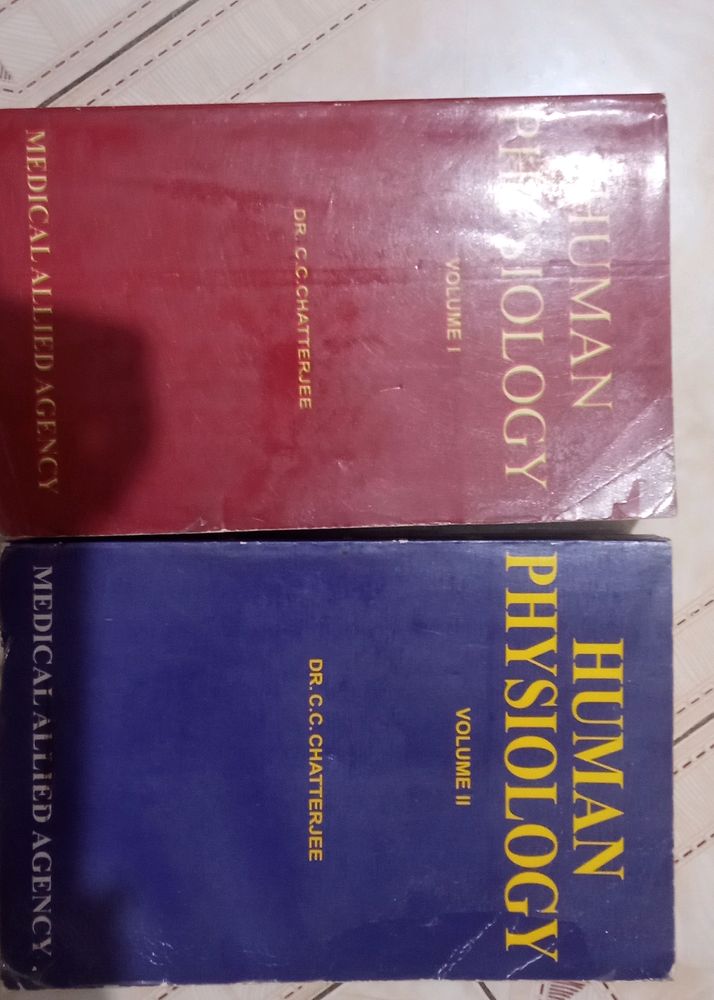 HUMAN
PHYSIOLOGY
VOLUME I
DR. C.C.CHATTERJEE
MEDICAL ALLIED AGENCY
HUMAN
PHYSIOLOGY
VOLUME II
DR. C.C. CHATTERJEE
MEDICAL ALLIED AGENCY.